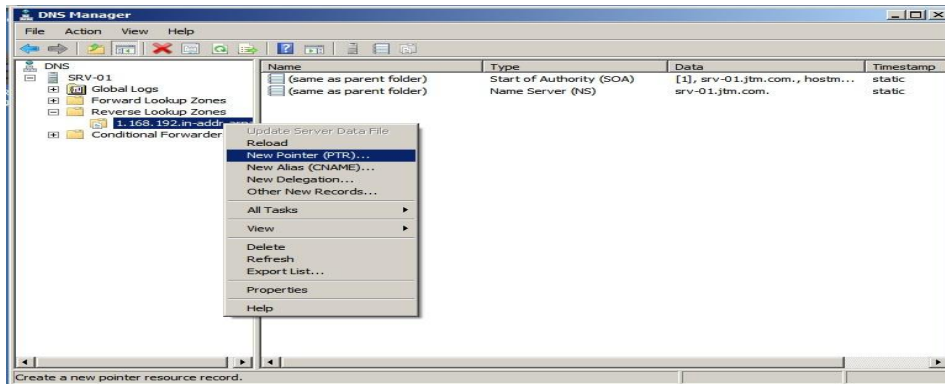 DNS Manager
File Action View Help
DNS
SRV-01
Global Logs
Forward Lookup Zones
Reverse Lookup Zones
1.168.192.in-addr.arp
Conditional Forwarder
Name Type Data Timestamp
(same as parent folder) Start of Authority (SOA) [1], srv-01.jtm.com., hostm... static
(same as parent folder) Name Server (NS) srv-01.jtm.com. static
Update Server Data File
Reload
New Pointer (PTR)...
New Alias (CNAME)...
New Delegation...
Other New Records...
All Tasks
View
Delete
Refresh
Export List...
Properties
Help
Create a new pointer resource record.